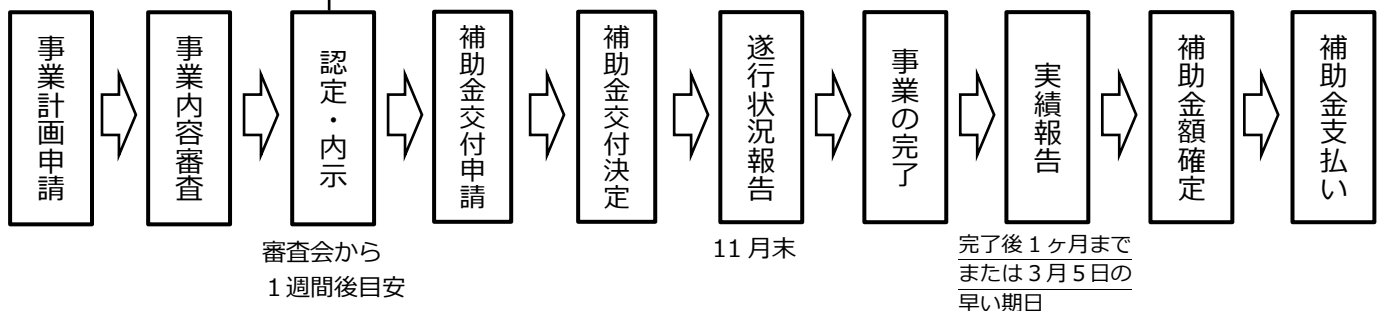 事業計画申請
事業内容審査
認定・内示
補助金交付申請
補助金交付決定
遂行状況報告
事業の完了
実績報告
補助金額確定
補助金支払い
審査会から
１週間後目安
11月末
完了後１ヶ月まで
または３月５日の
早い期日